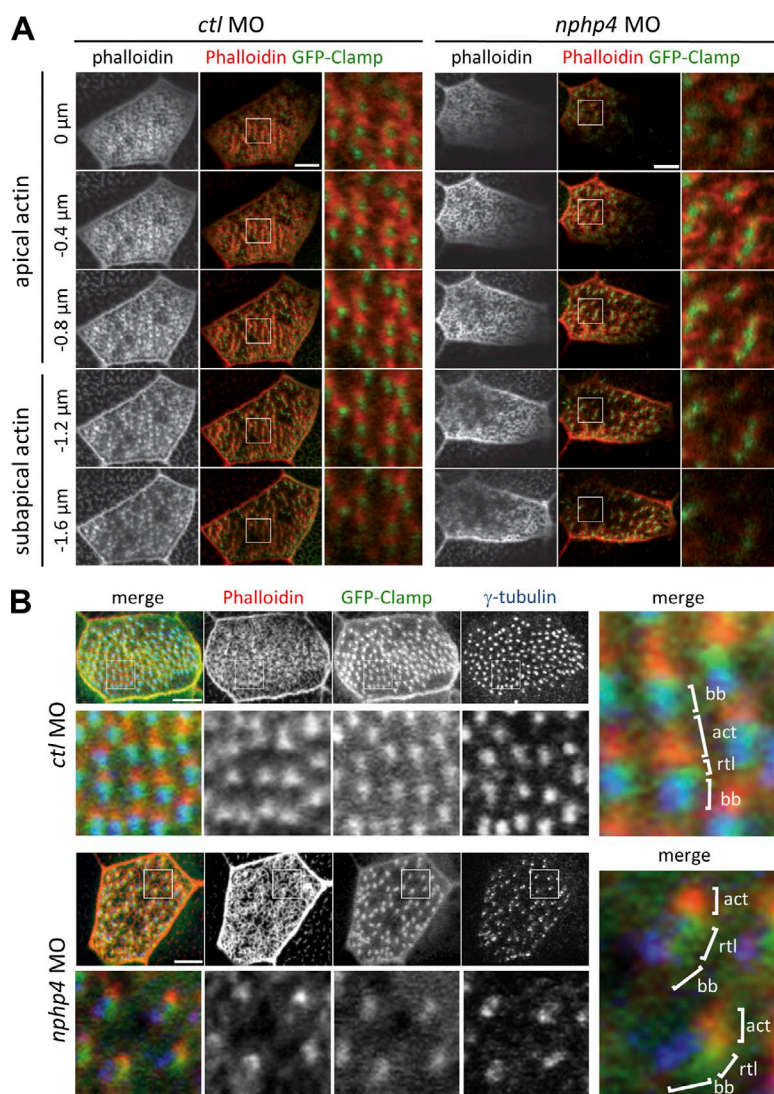 A
ctl MO
nphp4 MO
phalloidin
Phalloidin GFP-Clamp
phalloidin
Phalloidin GFP-Clamp
apical actin
0 µm
-0.4 µm
-0.8 µm
subapical actin
-1.2 µm
-1.6 µm
B
merge
Phalloidin
GFP-Clamp
γ-tubulin
merge
ctl MO
bb
act
rtl
bb
merge
nphp4 MO
act
rtl
bb
act
rtl
bb